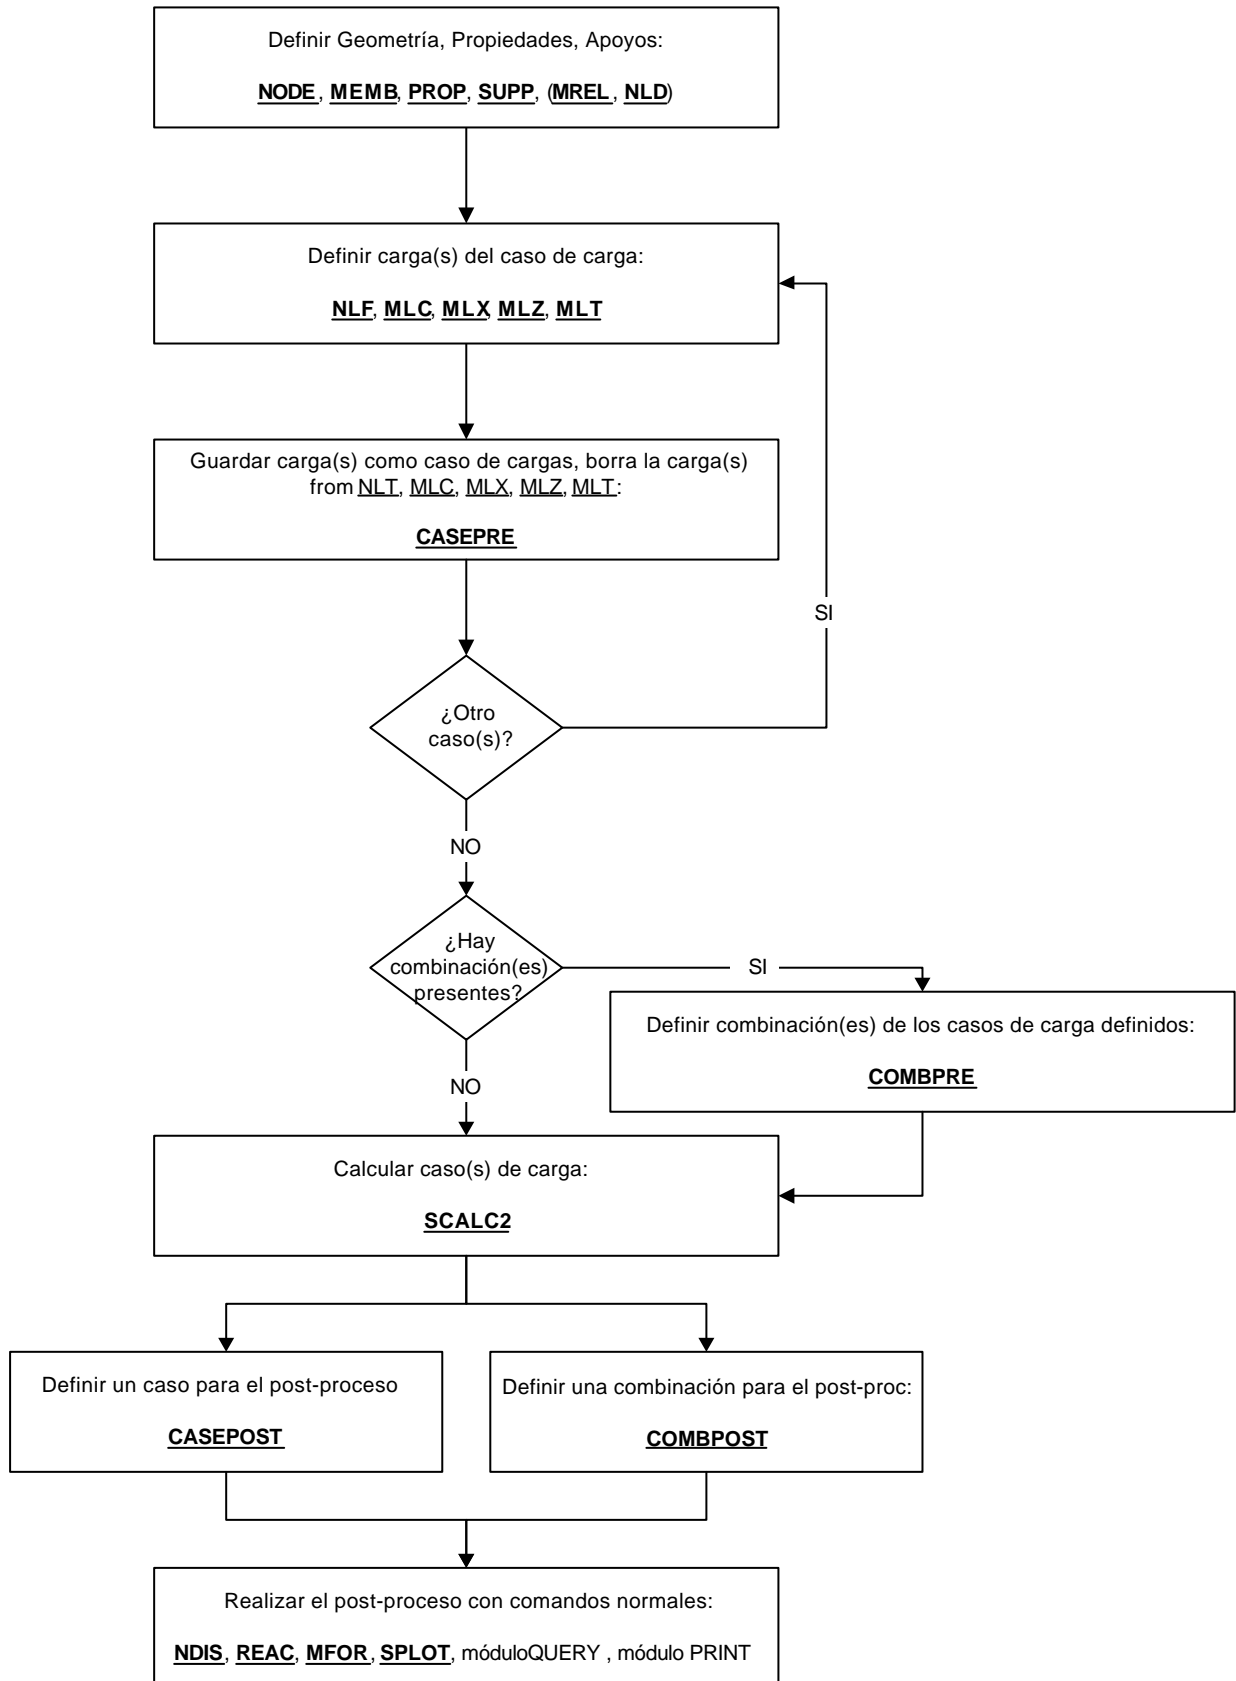 Definir Geometría, Propiedades, Apoyos:
NODE, MEMB, PROP, SUPP, (MREL, NLD)
Definir carga(s) del caso de carga:
NLF, MLC, MLX, MLZ, MLT
Guardar carga(s) como caso de cargas, borra la carga(s)
from NLT, MLC, MLX, MLZ, MLT:
CASEPRE
SI
¿Otro
caso(s)?
NO
¿Hay
combinación(es)
presentes?
SI
Definir combinación(es) de los casos de carga definidos:
COMBPRE
NO
Calcular caso(s) de carga:
SCALC2
Definir un caso para el post-proceso
CASEPOST
Definir una combinación para el post-proc:
COMBPOST
Realizar el post-proceso con comandos normales:
NDIS, REAC, MFOR, SPLOT, móduloQUERY , módulo PRINT